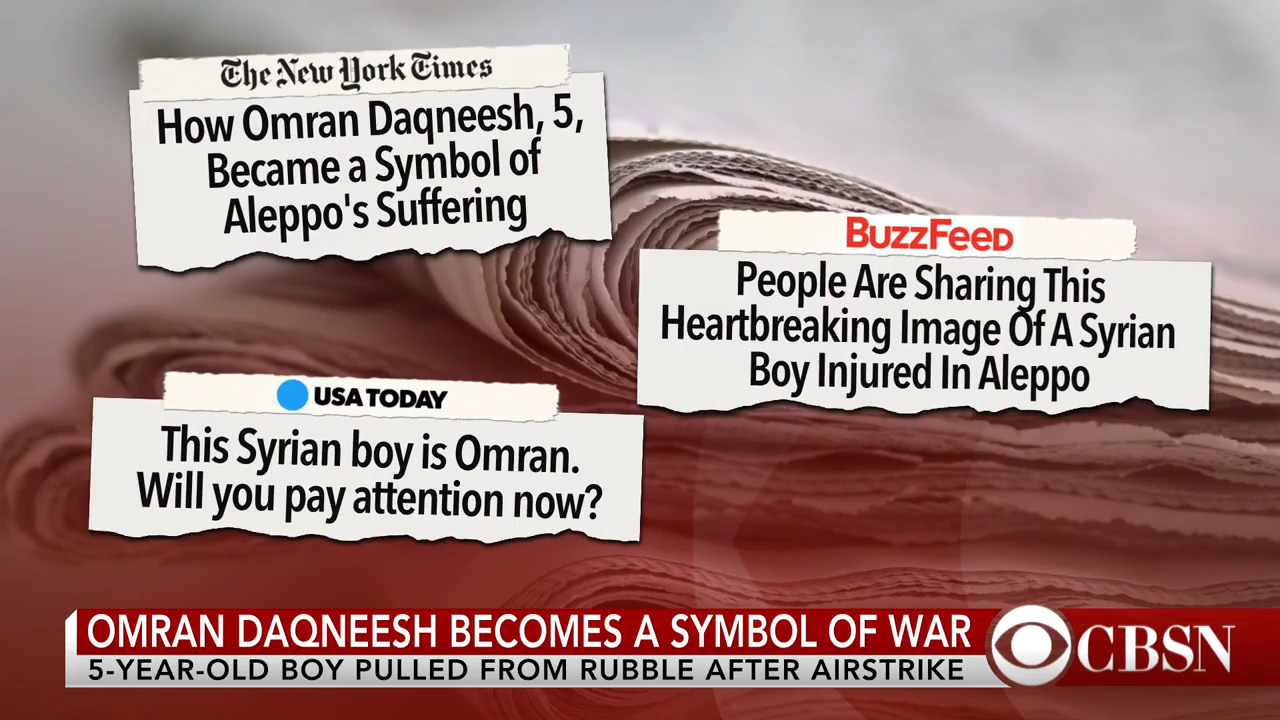 The New York Times
How Omran Daqneesh, 5,
Became a Symbol of
Aleppo's Suffering
BuzzFeed
People Are Sharing This
Heartbreaking Image Of A Syrian
Boy Injured In Aleppo
USA TODAY
This Syrian boy is Omran.
Will you pay attention now?
OMRAN DAQNEESH BECOMES A SYMBOL OF WAR
5-YEAR-OLD BOY PULLED FROM RUBBLE AFTER AIRSTRIKE
CBSN